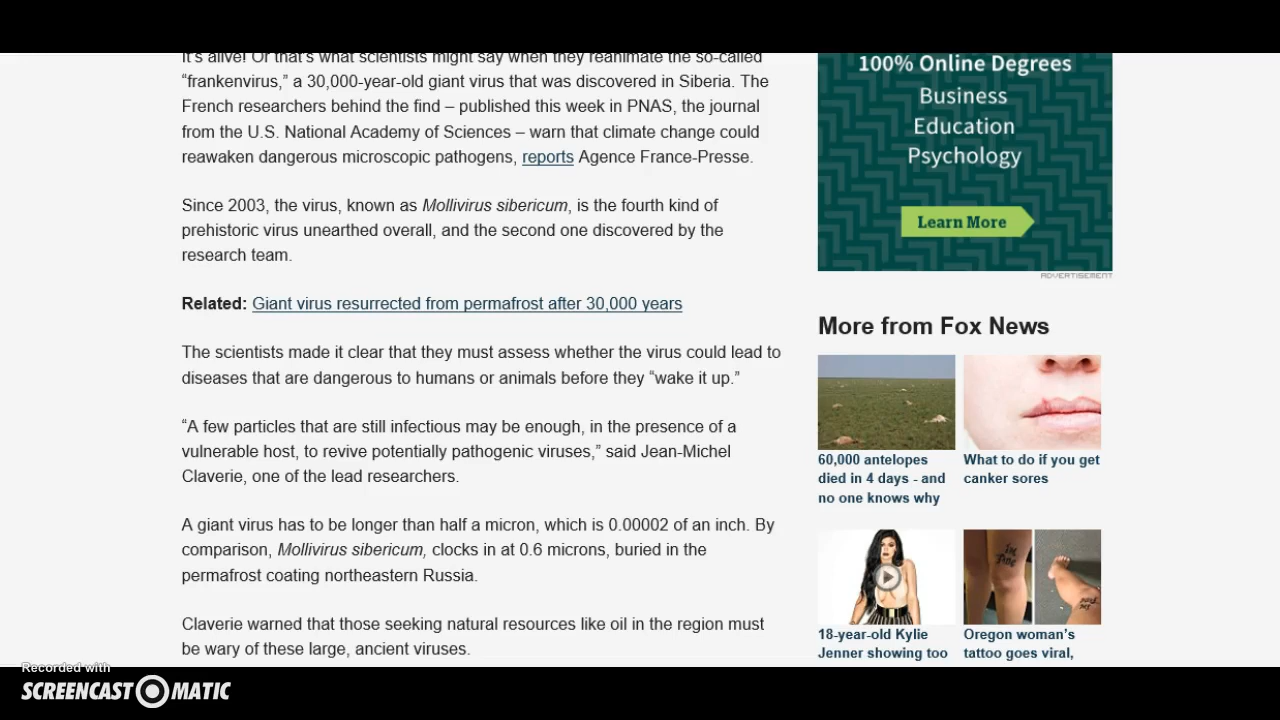 It's alive! Or that's what scientists might say when they reanimate the so-called
“frankenvirus,” a 30,000-year-old giant virus that was discovered in Siberia. The
French researchers behind the find – published this week in PNAS, the journal
from the U.S. National Academy of Sciences – warn that climate change could
reawaken dangerous microscopic pathogens, reports Agence France-Presse.
Since 2003, the virus, known as Mollivirus sibericum, is the fourth kind of
prehistoric virus unearthed overall, and the second one discovered by the
research team.
Related: Giant virus resurrected from permafrost after 30,000 years
The scientists made it clear that they must assess whether the virus could lead to
diseases that are dangerous to humans or animals before they “wake it up.”
“A few particles that are still infectious may be enough, in the presence of a
vulnerable host, to revive potentially pathogenic viruses,” said Jean-Michel
Claverie, one of the lead researchers.
A giant virus has to be longer than half a micron, which is 0.00002 of an inch. By
comparison, Mollivirus sibericum, clocks in at 0.6 microns, buried in the
permafrost coating northeastern Russia.
Claverie warned that those seeking natural resources like oil in the region must
be wary of these large, ancient viruses.
100% Online Degrees
Business
Education
Psychology
Learn More
ADVERTISEMENT
More from Fox News
60,000 antelopes
died in 4 days - and
no one knows why
What to do if you get
canker sores
18-year-old Kylie
Jenner showing too
Oregon woman's
tattoo goes viral,
Recorded with
SCREENCAST MATIC